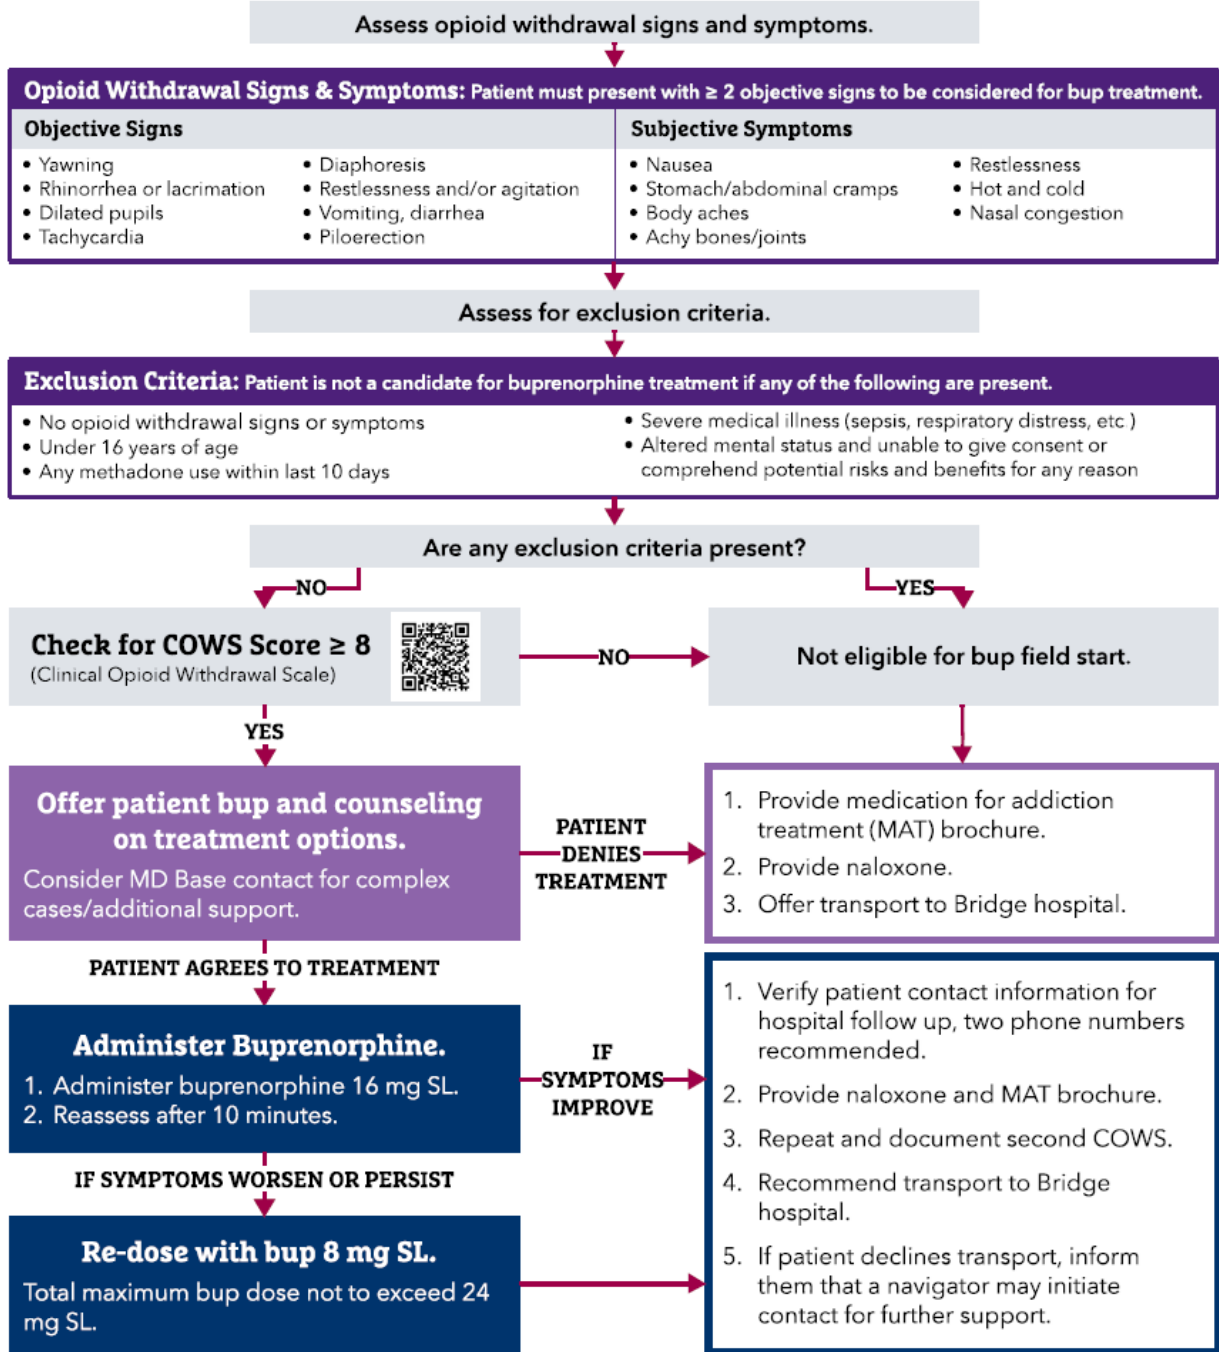 Assess opioid withdrawal signs and symptoms.
Opioid Withdrawal Signs & Symptoms: Patient must present with ≥ 2 objective signs to be considered for bup treatment.
Objective Signs
• Yawning
• Rhinorrhea or lacrimation
• Dilated pupils
• Tachycardia
• Diaphoresis
• Restlessness and/or agitation
• Vomiting, diarrhea
• Piloerection
Subjective Symptoms
• Nausea
• Stomach/abdominal cramps
• Body aches
• Achy bones/joints
• Restlessness
• Hot and cold
• Nasal congestion
Assess for exclusion criteria.
Exclusion Criteria: Patient is not a candidate for buprenorphine treatment if any of the following are present.
• No opioid withdrawal signs or symptoms
• Under 16 years of age
• Any methadone use within last 10 days
• Severe medical illness (sepsis, respiratory distress, etc )
• Altered mental status and unable to give consent or
comprehend potential risks and benefits for any reason
Are any exclusion criteria present?
NO
YES
Check for COWS Score ≥ 8
(Clinical Opioid Withdrawal Scale)
NO
Not eligible for bup field start.
YES
Offer patient bup and counseling
on treatment options.
Consider MD Base contact for complex
cases/additional support.
PATIENT
DENIES
TREATMENT
1. Provide medication for addiction
treatment (MAT) brochure.
2. Provide naloxone.
3. Offer transport to Bridge hospital.
PATIENT AGREES TO TREATMENT
Administer Buprenorphine.
1. Administer buprenorphine 16 mg SL.
2. Reassess after 10 minutes.
IF
SYMPTOMS
IMPROVE
1. Verify patient contact information for
hospital follow up, two phone numbers
recommended.
2. Provide naloxone and MAT brochure.
3. Repeat and document second COWS.
4. Recommend transport to Bridge
hospital.
5. If patient declines transport, inform
them that a navigator may initiate
contact for further support.
IF SYMPTOMS WORSEN OR PERSIST
Re-dose with bup 8 mg SL.
Total maximum bup dose not to exceed 24
mg SL.